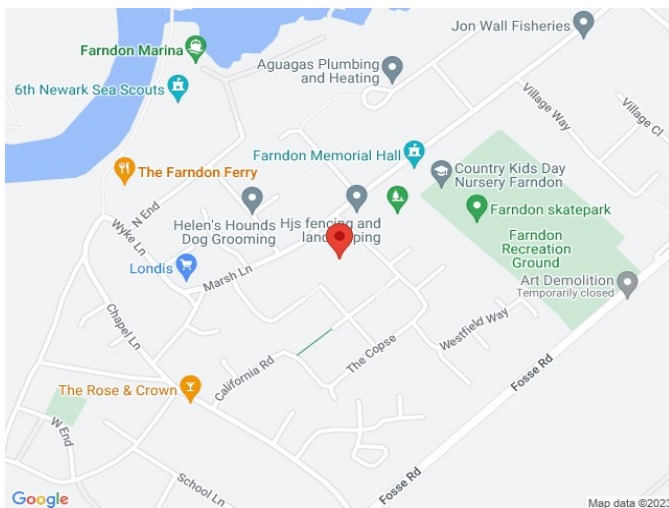 Jon Wall Fisheries
Farndon Marina
Aguagas Plumbing
and Heating
6th Newark Sea Scouts
Village Way
Village Cl
Farndon Memorial Hall
The Farndon Ferry
Country Kids Day
Nursery Farndon
N End
Wyke Ln
Helen's Hounds
Dog Grooming
Hjs fencing and
landscaping
Farndon skatepark
Farndon
Recreation
Ground
Londis
Marsh Ln
Art Demolition
Temporarily closed
Chapel Ln
Westfield Way
The Copse
Fosse Rd
California Rd
The Rose & Crown
W End
School Ln
Fosse Rd
Google
Map data ©2023